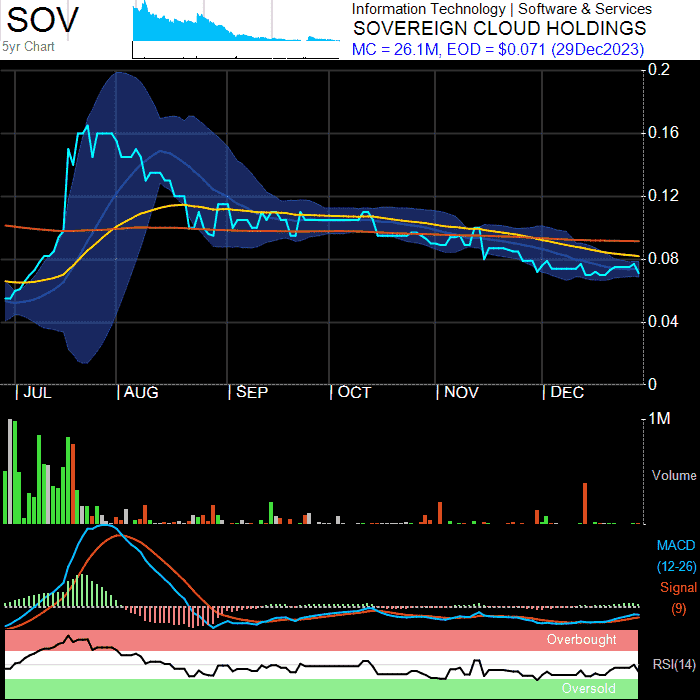 SOV
5yr Chart
Information Technology | Software & Services
SOVEREIGN CLOUD HOLDINGS
MC = 26.1M, EOD = $0.071 (29Dec2023)
0.2
0.16
0.12
0.08
0.04
0
JUL
AUG
SEP
OCT
NOV
DEC
1M
Volume
MACD
(12-26)
Signal
(9)
Overbought
RSI(14)
Oversold